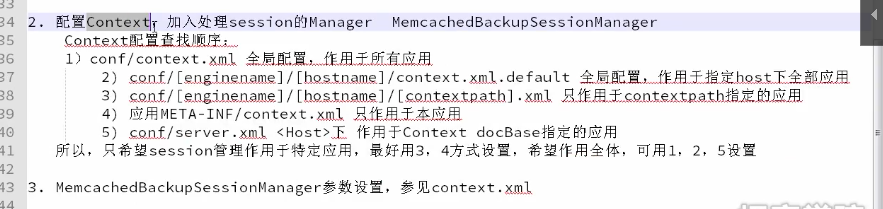 33
34 2. 配置Context，加入处理session的Manager MemcachedBackupSessionManager
35 Context配置查找顺序：
36 1）conf/context.xml 全局配置，作用于所有应用
37 2) conf/[enginename]/[hostname]/context.xml.default 全局配置，作用于指定host下全部应用
38 3) conf/[enginename]/[hostname]/[contextpath].xml 只作用于contextpath指定的应用
39 4) 应用META-INF/context.xml 只作用于本应用
40 5) conf/server.xml <Host>下 作用于Context docBase指定的应用
41 所以，只希望session管理作用于特定应用，最好用3，4方式设置，希望作用全体，可用1，2，5设置
42
43 3. MemcachedBackupSessionManager参数设置，参见context.xml